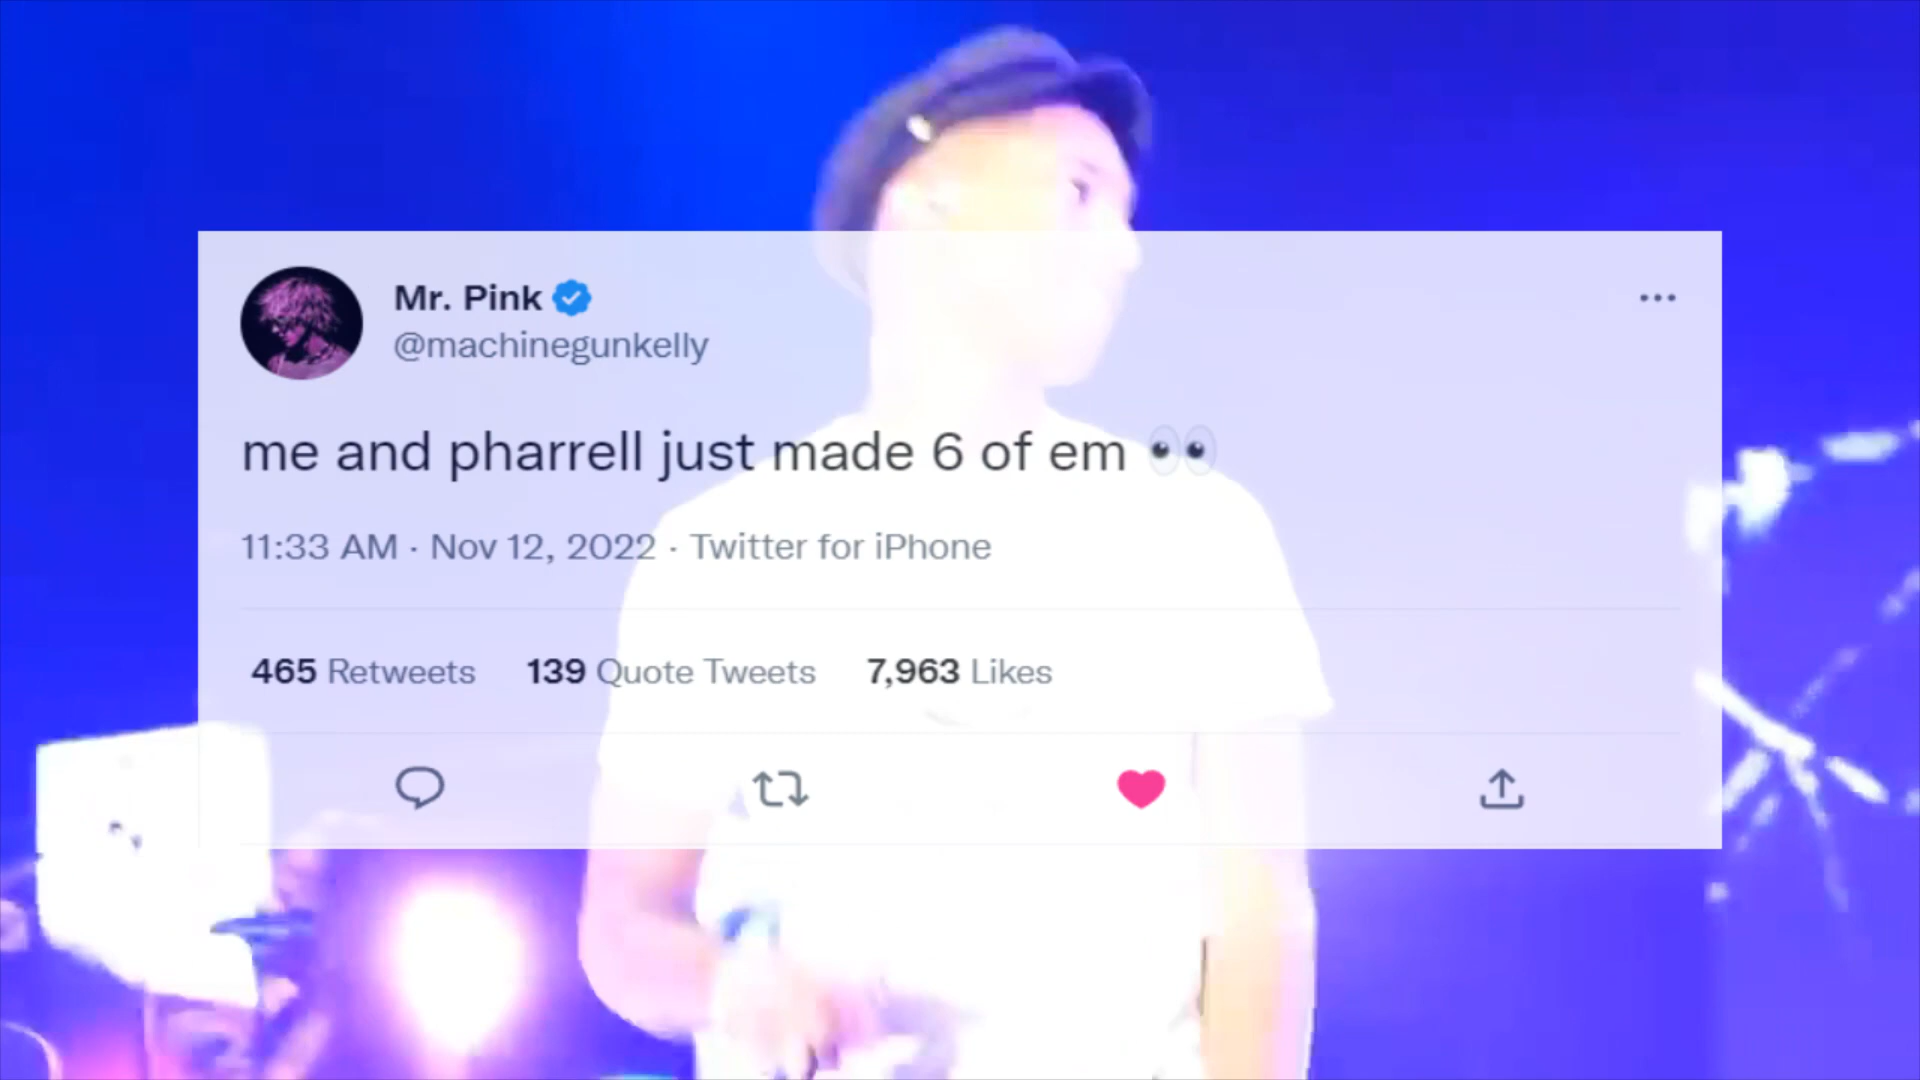 Mr. Pink
@machinegunkelly
me and pharrell just made 6 of em 👀
11:33 AM · Nov 12, 2022 · Twitter for iPhone
465 Retweets 139 Quote Tweets 7,963 Likes